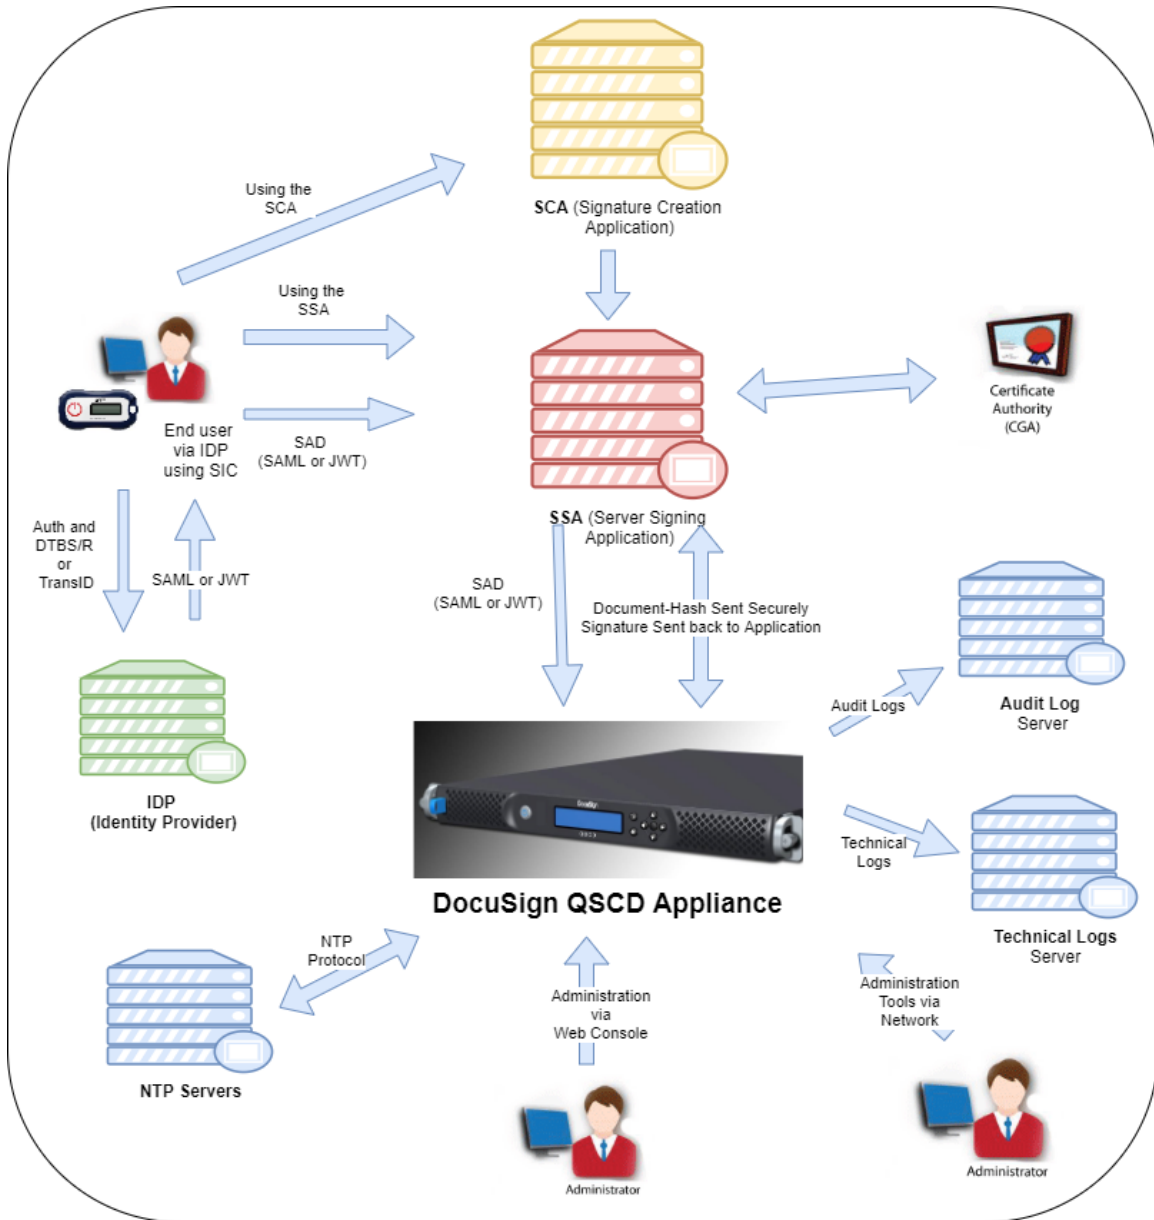 SCA (Signature Creation
Application)
Using the
SCA
Using the
SSA
End user
via IDP
using SIC
SAD
(SAML or JWT)
Certificate
Authority
(CGA)
SSA (Server Signing
Application)
Auth and
DTBS/R
or
TransID
SAML or JWT
SAD
(SAML or JWT)
Document-Hash Sent Securely
Signature Sent back to Application
IDP
(Identity Provider)
Audit Logs
Audit Log
Server
Technical
Logs
Technical Logs
Server
DocuSign QSCD Appliance
NTP
Protocol
NTP Servers
Administration
via
Web Console
Administrator
Administration
Tools via
Network
Administrator